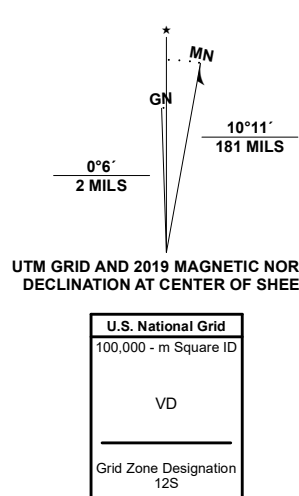 ★
MN
GN
10°11´
181 MILS
0°6´
2 MILS
UTM GRID AND 2019 MAGNETIC NOR
DECLINATION AT CENTER OF SHEE
U.S. National Grid
100,000 - m Square ID
VD
Grid Zone Designation
12S